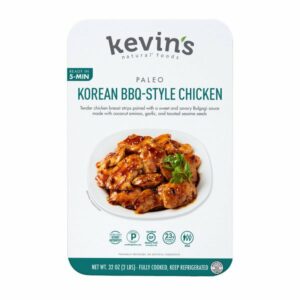 kevin's
natural foods
READY IN
5-MIN
PALEO
KOREAN BBQ-STYLE CHICKEN
Tender chicken breast strips paired with a sweet and savory Bulgogi sauce
made with coconut aminos, garlic, and toasted sesame seeds
NET WT. 32 OZ (2 LBS) · FULLY COOKED, KEEP REFRIGERATED